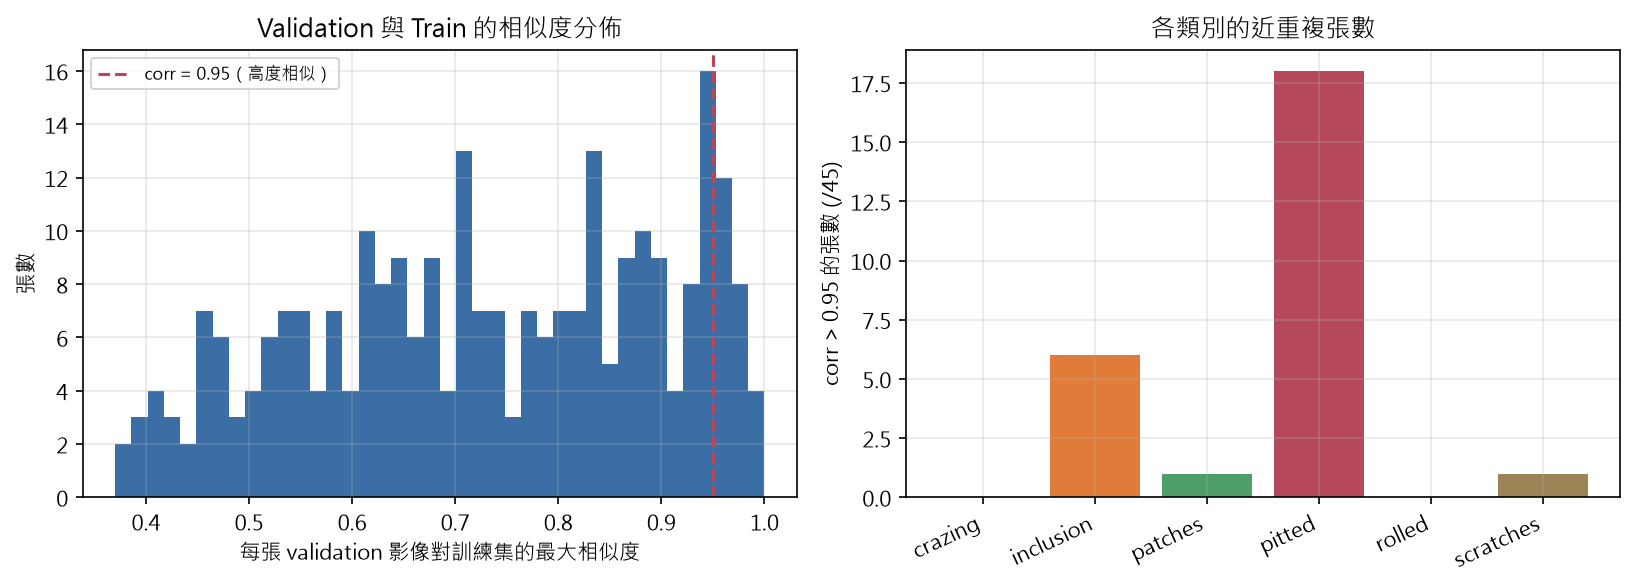 Validation 與 Train 的相似度分佈
corr = 0.95 ( 高度相似 )
張數
16
14
12
10
8
6
4
2
0
0.4 0.5 0.6 0.7 0.8 0.9 1.0
每張 validation 影像對訓練集的最大相似度
各類別的近重複張數
corr > 0.95 的張數 (/45)
17.5
15.0
12.5
10.0
7.5
5.0
2.5
0.0
crazing inclusion patches pitted rolled scratches